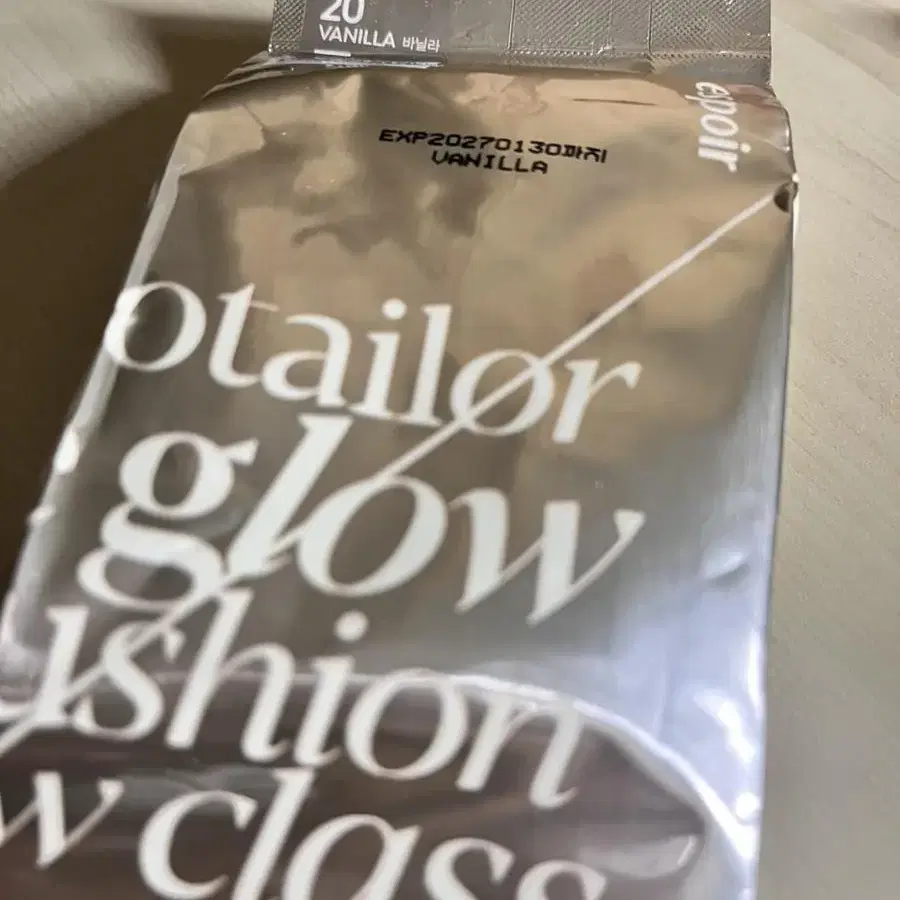 20
VANILLA 바닐라
espoir
EXP20270130까지
VANILLA
otailor
glow
ushion
w class